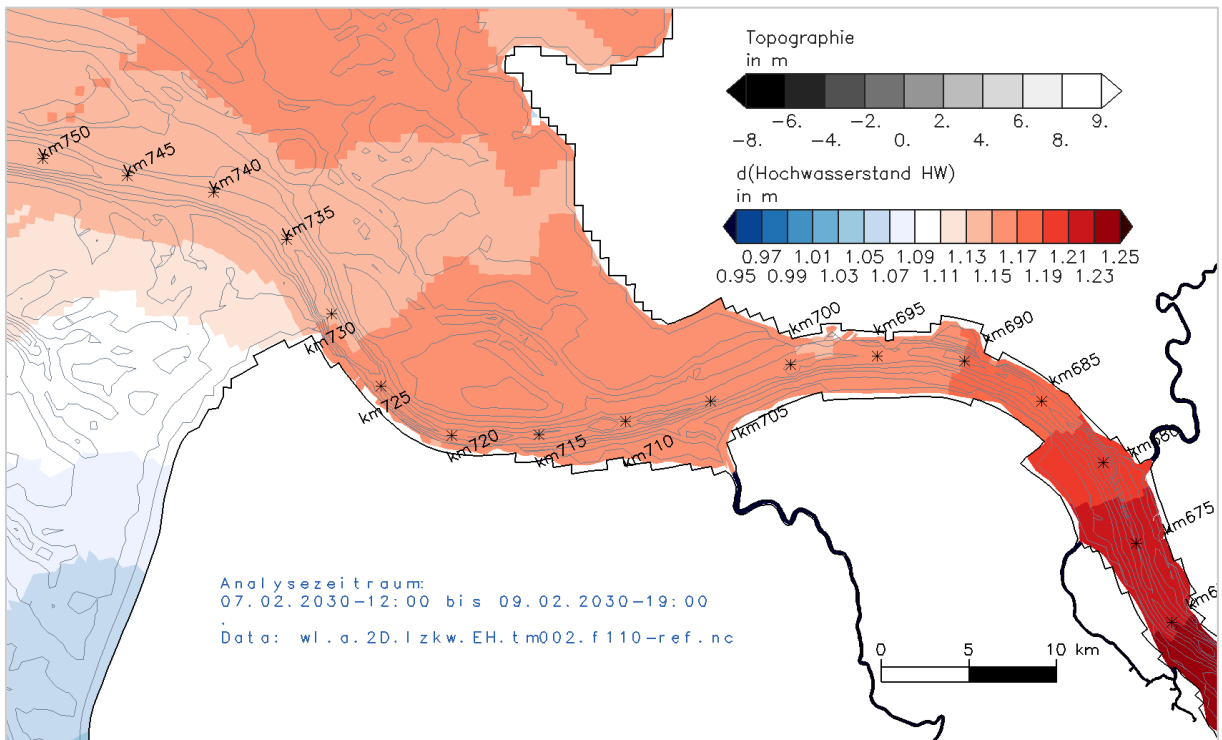 Topographie
in m
-6. -2. 2. 6. 9.
-8. -4. 0. 4. 8.
d(Hochwasserstand HW)
in m
0.97 1.01 1.05 1.09 1.13 1.17 1.21 1.25
0.95 0.99 1.03 1.07 1.11 1.15 1.19 1.23
km750
km745
km740
km735
km730
km725
km720
km715
km710
km705
km700
km695
km690
km685
km680
km675
Analysezeitraum:
07.02.2030-12:00 bis 09.02.2030-19:00
.
Data: wl.a.2D.lzkw.EH.tm002.f110-ref.nc
0 5 10 km